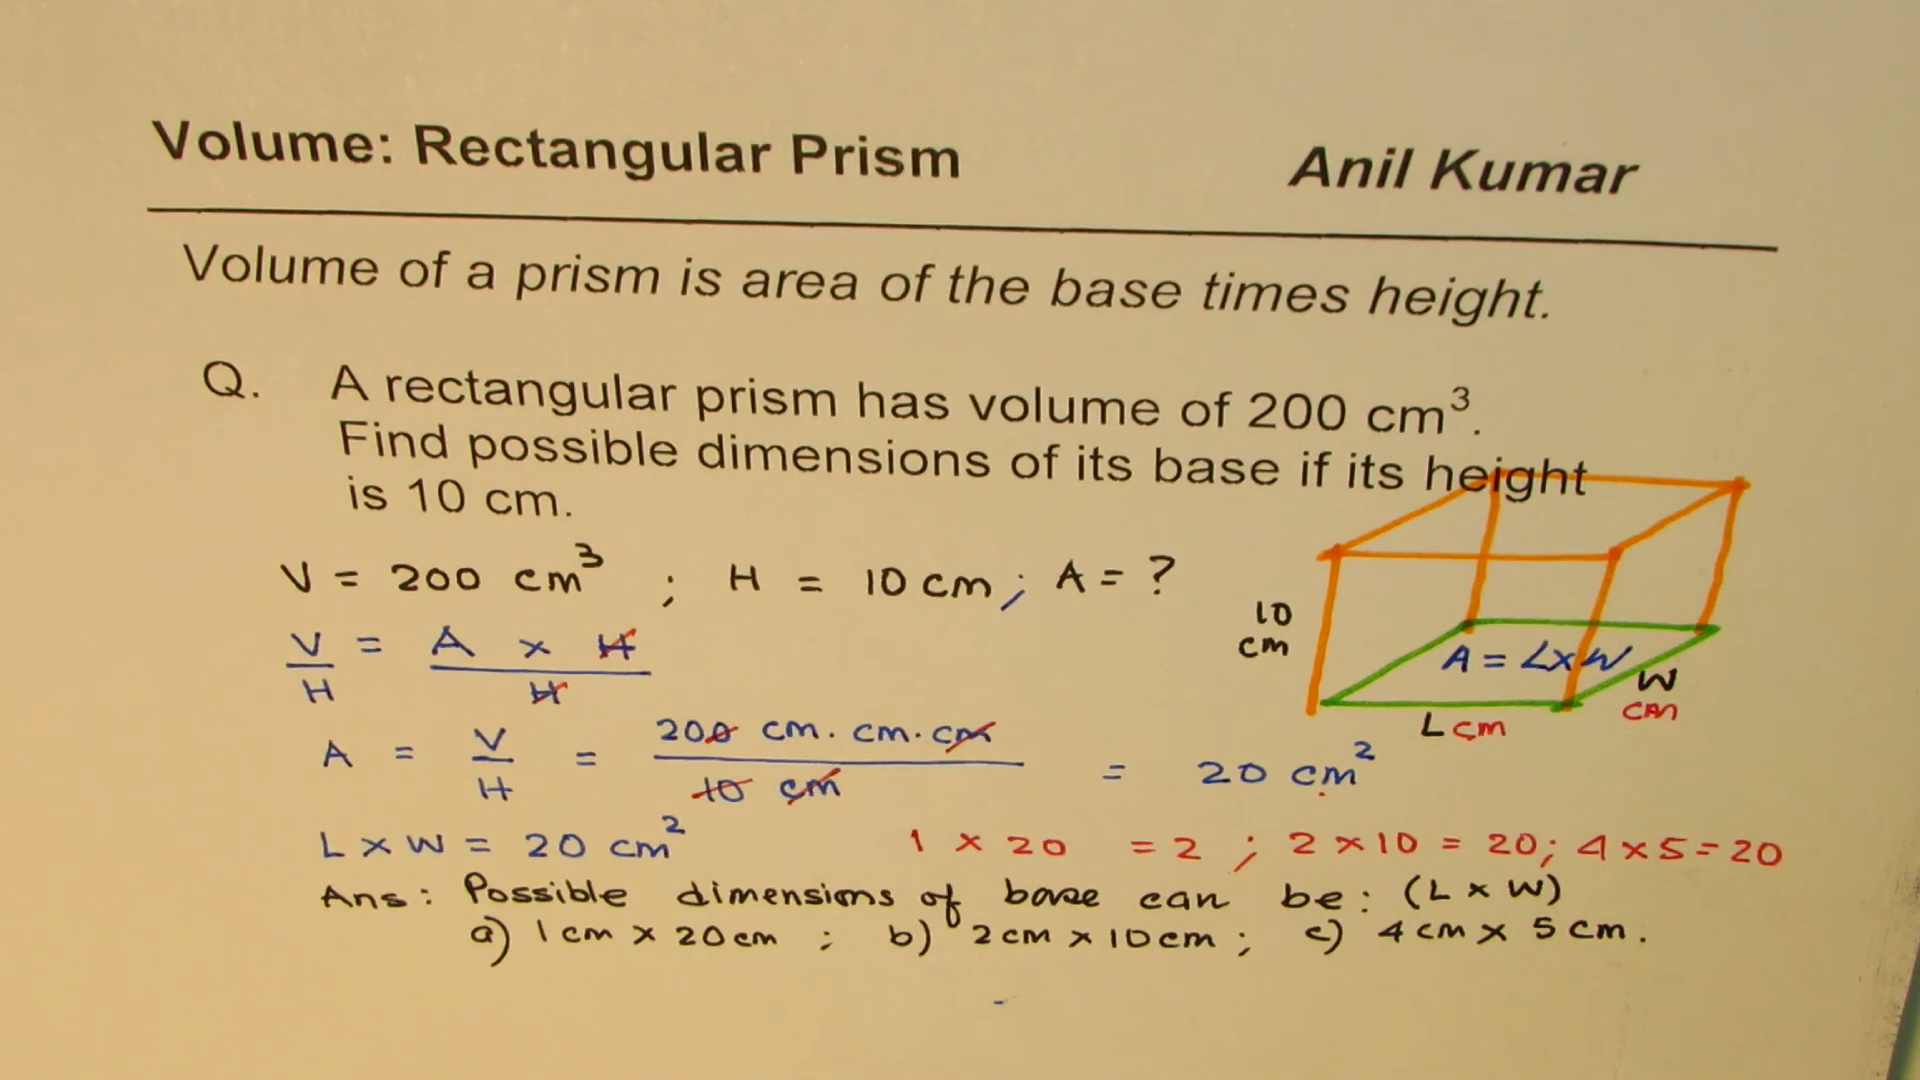 Volume: Rectangular Prism Anil Kumar
Volume of a prism is area of the base times height.
Q. A rectangular prism has volume of 200 cm³.
Find possible dimensions of its base if its height
is 10 cm.
V = 200 cm³ ; H = 10 cm; A = ?
V/H = A × H/H
10 cm
A = L×W
W cm
L cm
A = V/H = 200 cm. cm. cm/10 cm = 20 cm²
L × W = 20 cm² 1 × 20 = 2 ; 2 × 10 = 20; 4 × 5 = 20
Ans: Possible dimensions of base can be: (L × W)
a) 1 cm × 20 cm ; b) 2 cm × 10 cm ; c) 4 cm × 5 cm.